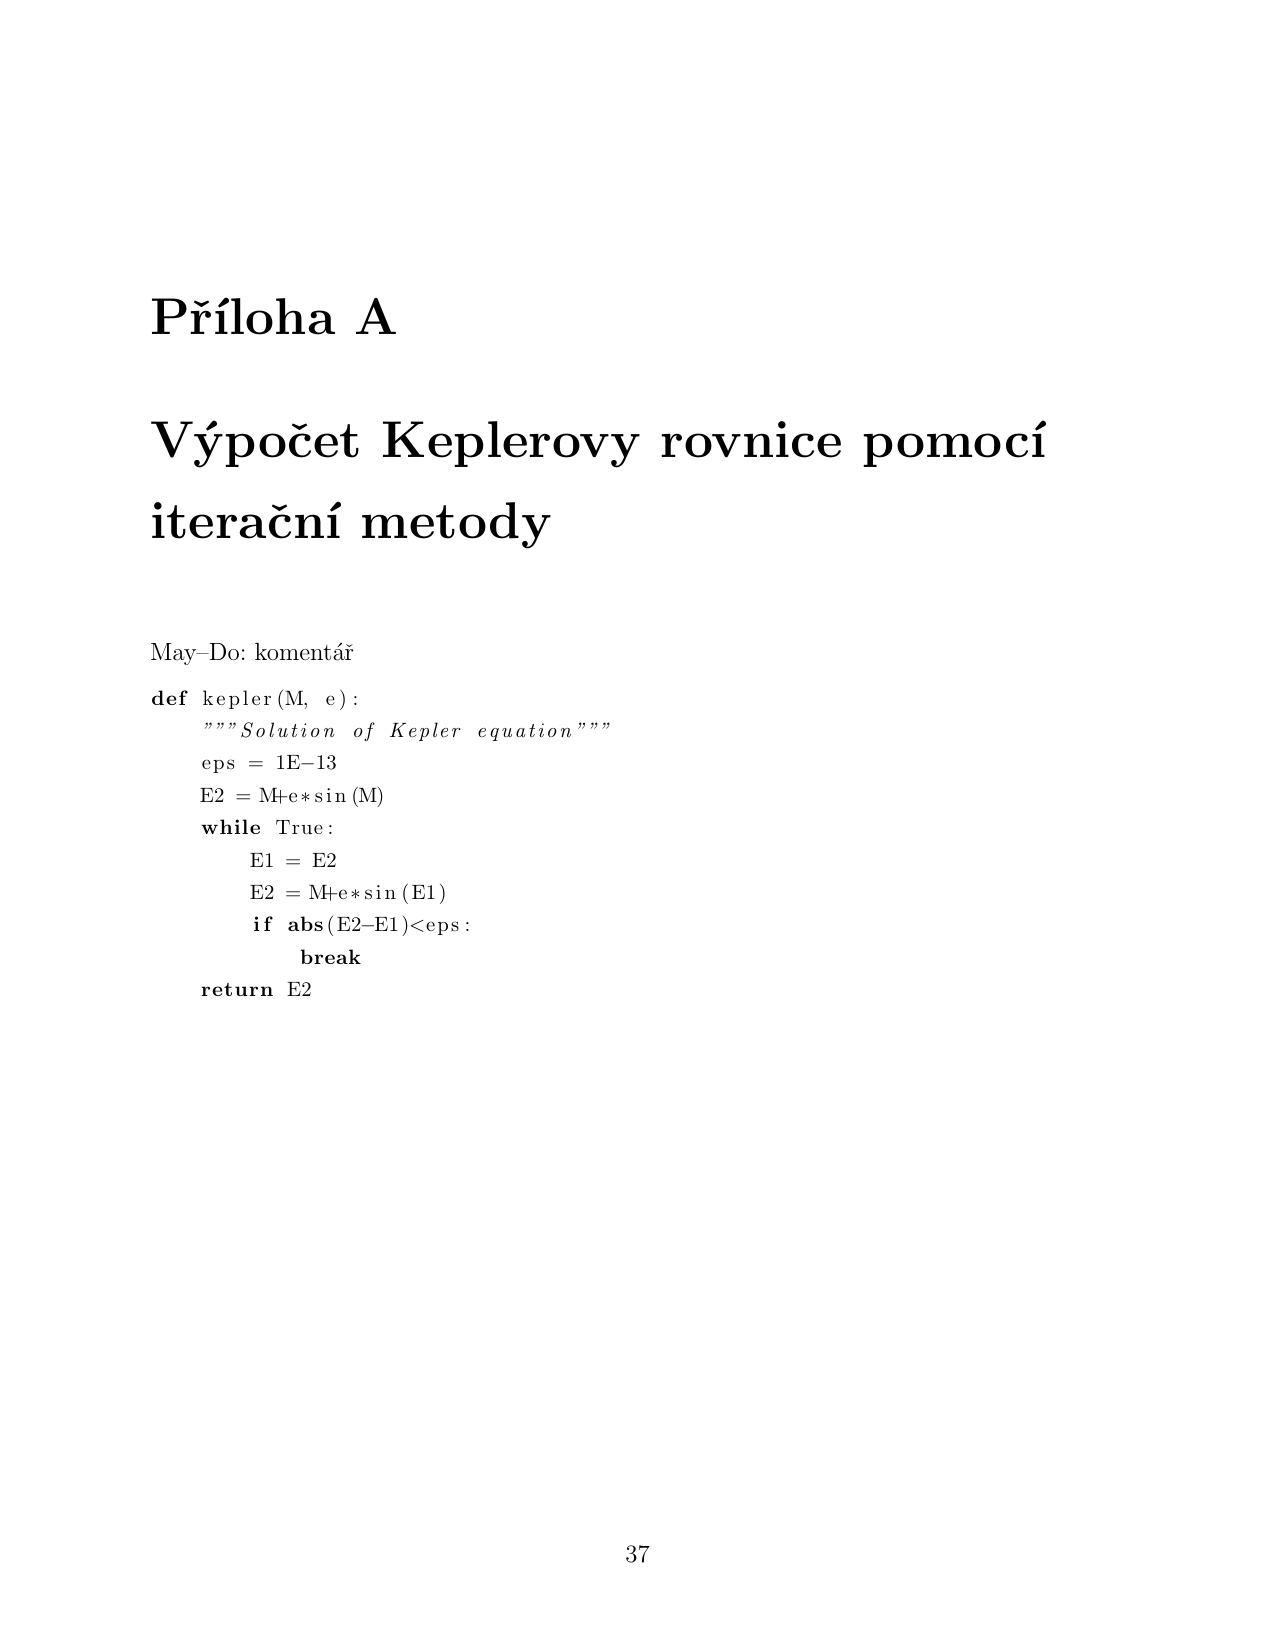 Příloha A
Výpočet Keplerovy rovnice pomocí
iterační metody
May–Do: komentář
def kepler(M, e):
    """Solution of Kepler equation"""
    eps = 1E−13
    E2 = M+e*sin(M)
    while True:
        E1 = E2
        E2 = M+e*sin(E1)
        if abs(E2−E1)<eps:
            break
    return E2
37